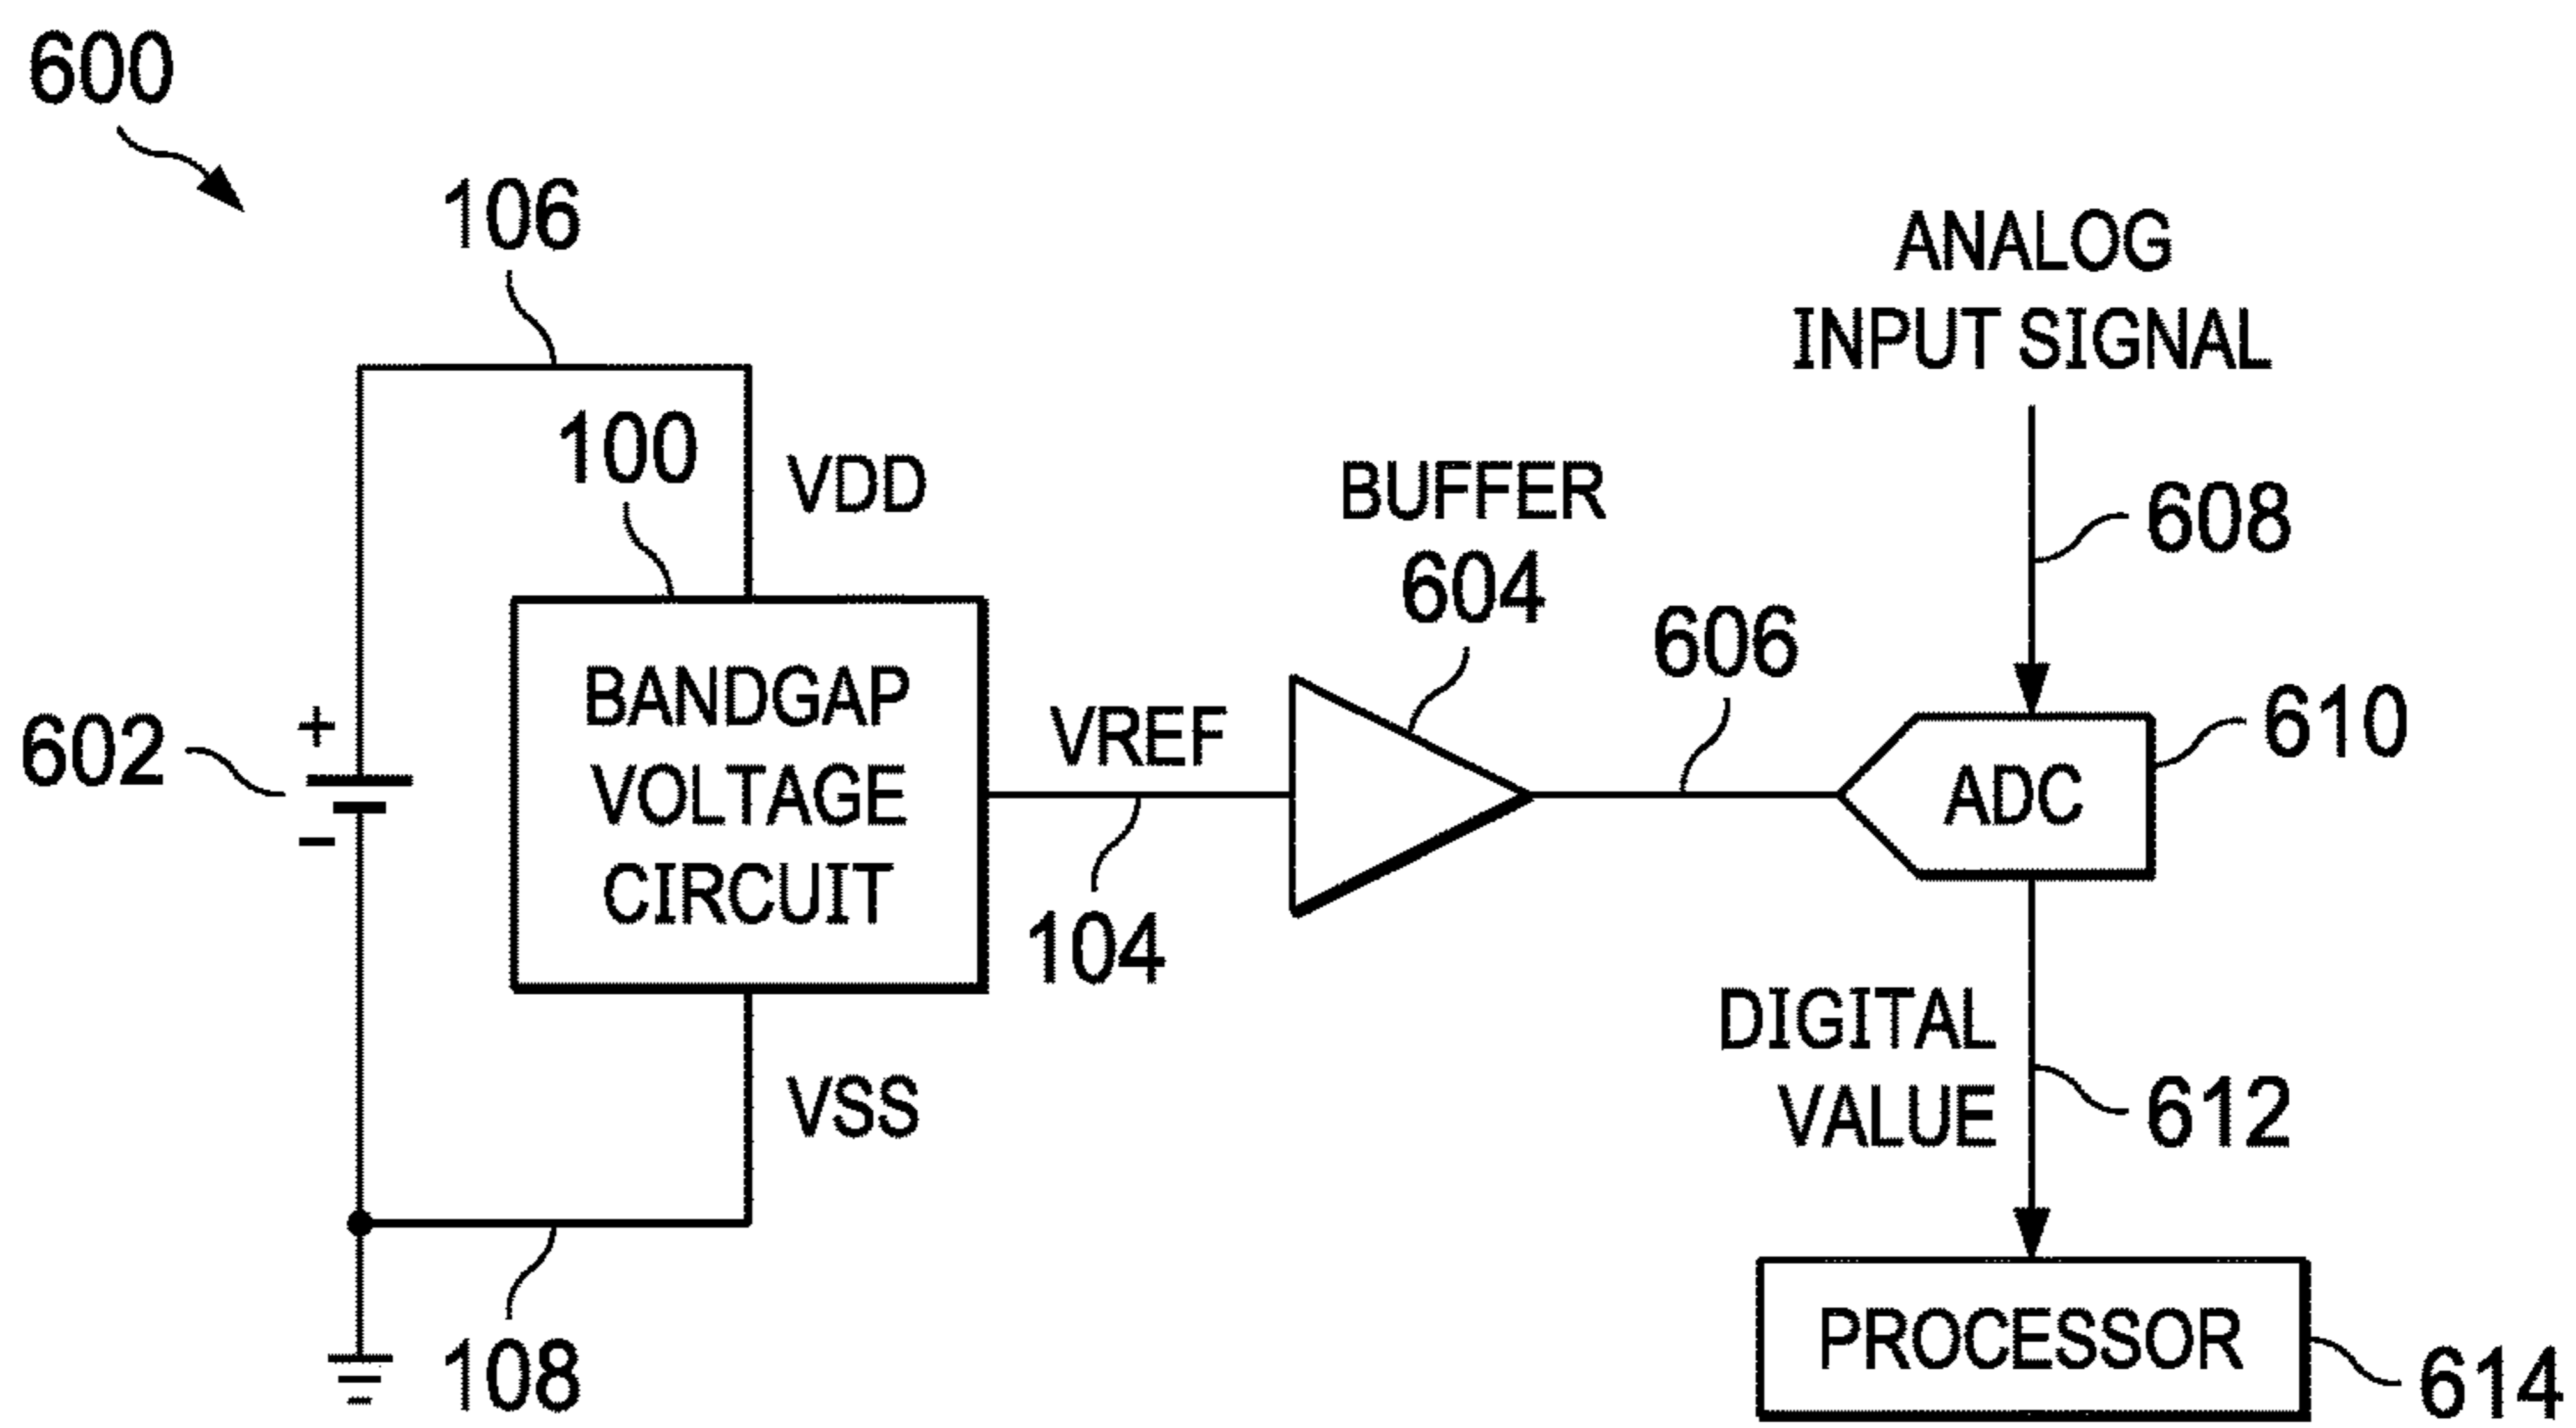 600
106
ANALOG
INPUT SIGNAL
100
VDD
BUFFER
604
608
606
602
+
−
BANDGAP
VOLTAGE
CIRCUIT
VREF
104
ADC
610
DIGITAL
VALUE
612
VSS
108
PROCESSOR
614